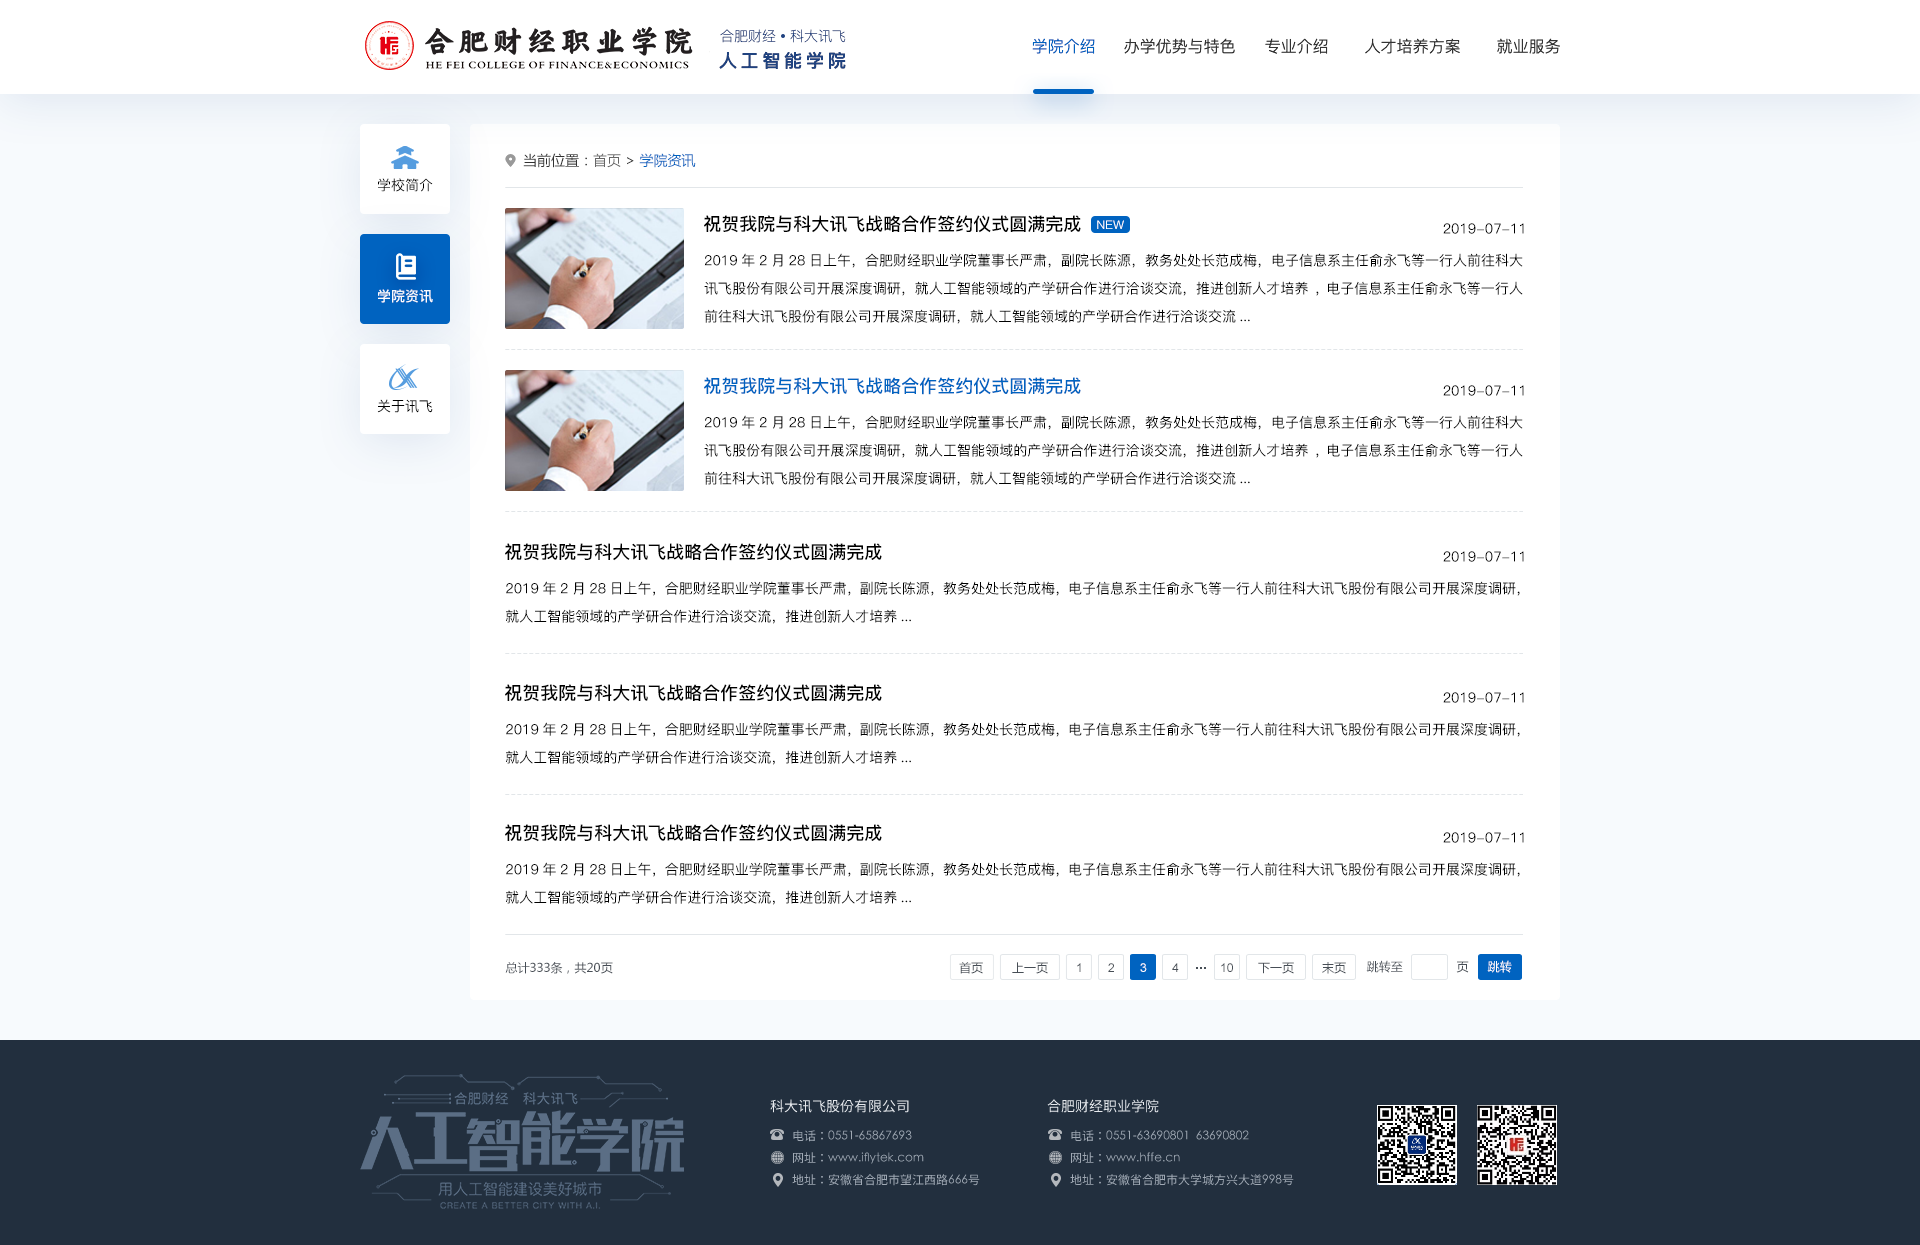 合肥财经职业学院
HE FEI COLLEGE OF FINANCE&ECONOMICS
合肥财经•科大讯飞
人工智能学院
学院介绍 办学优势与特色 专业介绍 人才培养方案 就业服务
学校简介
学院资讯
关于讯飞
当前位置：首页 > 学院资讯
祝贺我院与科大讯飞战略合作签约仪式圆满完成 NEW
2019-07-11
2019 年 2 月 28 日上午，合肥财经职业学院董事长严肃，副院长陈源，教务处处长范成梅，电子信息系主任俞永飞等一行人前往科大
讯飞股份有限公司开展深度调研，就人工智能领域的产学研合作进行洽谈交流，推进创新人才培养 ，电子信息系主任俞永飞等一行人
前往科大讯飞股份有限公司开展深度调研，就人工智能领域的产学研合作进行洽谈交流 ...
祝贺我院与科大讯飞战略合作签约仪式圆满完成
2019-07-11
2019 年 2 月 28 日上午，合肥财经职业学院董事长严肃，副院长陈源，教务处处长范成梅，电子信息系主任俞永飞等一行人前往科大
讯飞股份有限公司开展深度调研，就人工智能领域的产学研合作进行洽谈交流，推进创新人才培养 ，电子信息系主任俞永飞等一行人
前往科大讯飞股份有限公司开展深度调研，就人工智能领域的产学研合作进行洽谈交流 ...
祝贺我院与科大讯飞战略合作签约仪式圆满完成
2019-07-11
2019 年 2 月 28 日上午，合肥财经职业学院董事长严肃，副院长陈源，教务处处长范成梅，电子信息系主任俞永飞等一行人前往科大讯飞股份有限公司开展深度调研，
就人工智能领域的产学研合作进行洽谈交流，推进创新人才培养 ...
祝贺我院与科大讯飞战略合作签约仪式圆满完成
2019-07-11
2019 年 2 月 28 日上午，合肥财经职业学院董事长严肃，副院长陈源，教务处处长范成梅，电子信息系主任俞永飞等一行人前往科大讯飞股份有限公司开展深度调研，
就人工智能领域的产学研合作进行洽谈交流，推进创新人才培养 ...
祝贺我院与科大讯飞战略合作签约仪式圆满完成
2019-07-11
2019 年 2 月 28 日上午，合肥财经职业学院董事长严肃，副院长陈源，教务处处长范成梅，电子信息系主任俞永飞等一行人前往科大讯飞股份有限公司开展深度调研，
就人工智能领域的产学研合作进行洽谈交流，推进创新人才培养 ...
总计333条，共20页
首页 上一页 1 2 3 4 ··· 10 下一页 末页 跳转至 页 跳转
合肥财经 科大讯飞
人工智能学院
用人工智能建设美好城市
CREATE A BETTER CITY WITH A.I.
科大讯飞股份有限公司
电话：0551-65867693
网址：www.iflytek.com
地址：安徽省合肥市望江西路666号
合肥财经职业学院
电话：0551-63690801 63690802
网址：www.hffe.cn
地址：安徽省合肥市大学城方兴大道998号